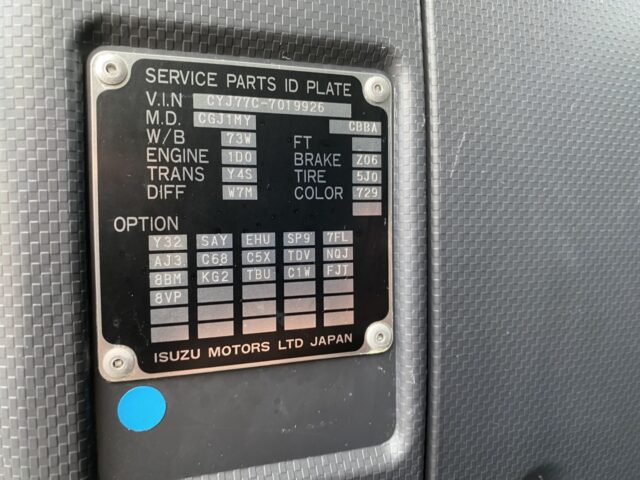 SERVICE PARTS ID PLATE
V.I.N CYJ77C-7019926
M.D. CGJ1MY CBBA
W/B 73W FT
ENGINE 1D0 BRAKE Z06
TRANS Y4S TIRE 5J0
DIFF W7M COLOR 729
OPTION
Y32 SAY EHU SP9 7FL
AJ3 C68 C5X TDV NQJ
8BM KG2 TBU C1W FJT
8VP
ISUZU MOTORS LTD JAPAN